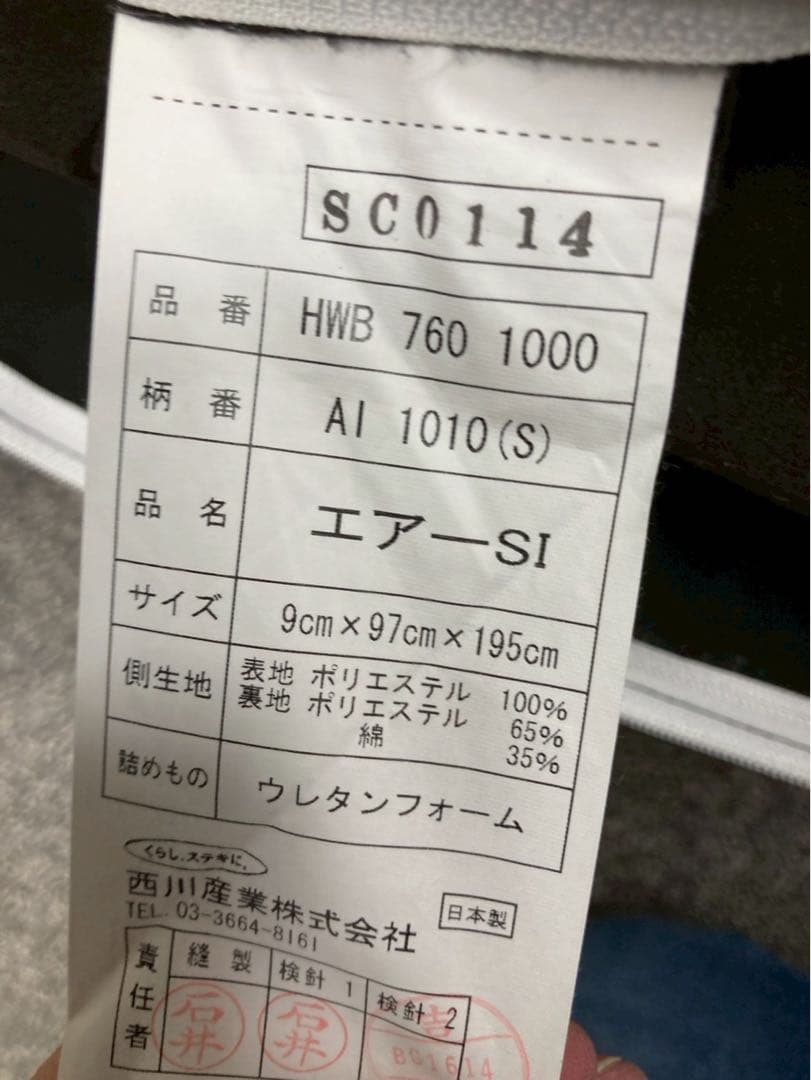 SC0114
品番 HWB 760 1000
柄番 AI 1010(S)
品名 エアーSI
サイズ 9cm×97cm×195cm
側生地 表地 ポリエステル 100%
裏地 ポリエステル 65%
綿 35%
詰めもの ウレタンフォーム
くらし、ステキに。
西川産業株式会社
TEL. 03-3664-8161
日本製
責任者 縫製 検針1 検針2
石井 石井 吉
BG1614